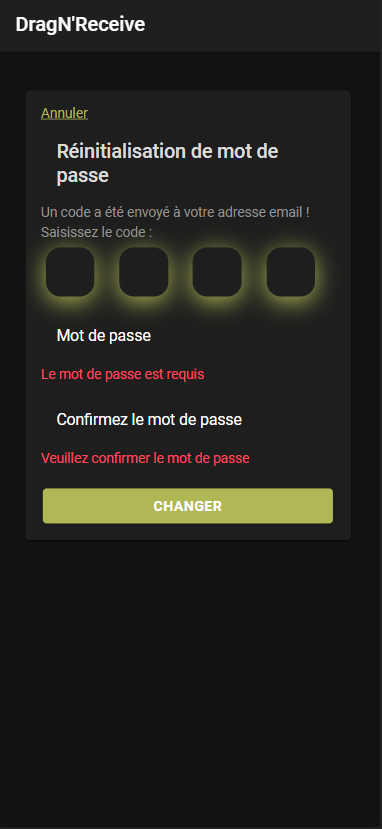 DragN'Receive
Annuler
Réinitialisation de mot de
passe
Un code a été envoyé à votre adresse email !
Saisissez le code :
Mot de passe
Le mot de passe est requis
Confirmez le mot de passe
Veuillez confirmer le mot de passe
CHANGER